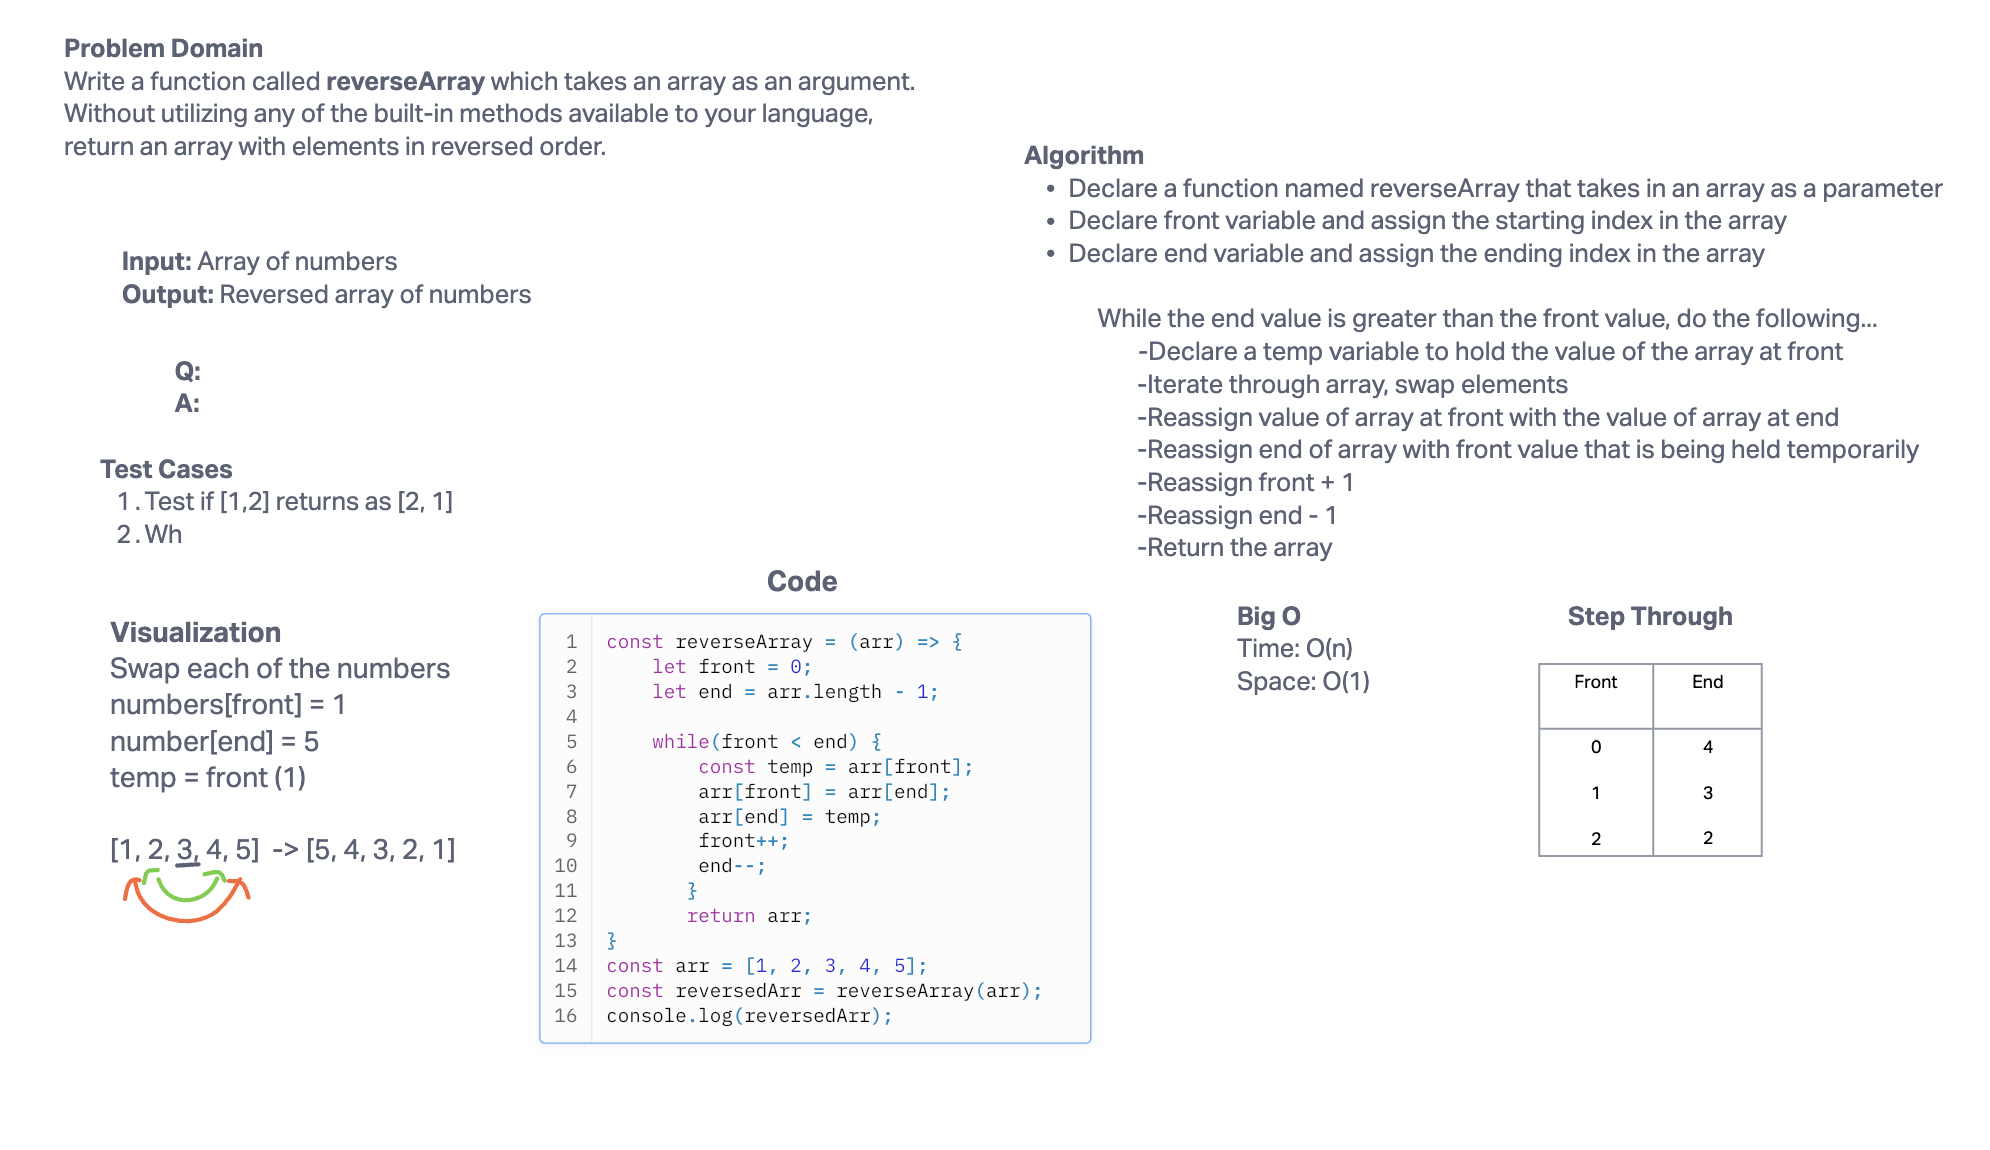 Problem Domain
Write a function called reverseArray which takes an array as an argument.
Without utilizing any of the built-in methods available to your language,
return an array with elements in reversed order.
Input: Array of numbers
Output: Reversed array of numbers
Q:
A:
Test Cases
1. Test if [1,2] returns as [2, 1]
2. Wh
Visualization
Swap each of the numbers
numbers[front] = 1
number[end] = 5
temp = front (1)
[1, 2, 3, 4, 5] -> [5, 4, 3, 2, 1]
Code
1 const reverseArray = (arr) => {
2     let front = 0;
3     let end = arr.length - 1;
4
5     while(front < end) {
6         const temp = arr[front];
7         arr[front] = arr[end];
8         arr[end] = temp;
9         front++;
10         end--;
11        }
12        return arr;
13 }
14 const arr = [1, 2, 3, 4, 5];
15 const reversedArr = reverseArray(arr);
16 console.log(reversedArr);
Algorithm
• Declare a function named reverseArray that takes in an array as a parameter
• Declare front variable and assign the starting index in the array
• Declare end variable and assign the ending index in the array
While the end value is greater than the front value, do the following...
-Declare a temp variable to hold the value of the array at front
-Iterate through array, swap elements
-Reassign value of array at front with the value of array at end
-Reassign end of array with front value that is being held temporarily
-Reassign front + 1
-Reassign end - 1
-Return the array
Big O
Time: O(n)
Space: O(1)
Step Through
Front End
0 4
1 3
2 2